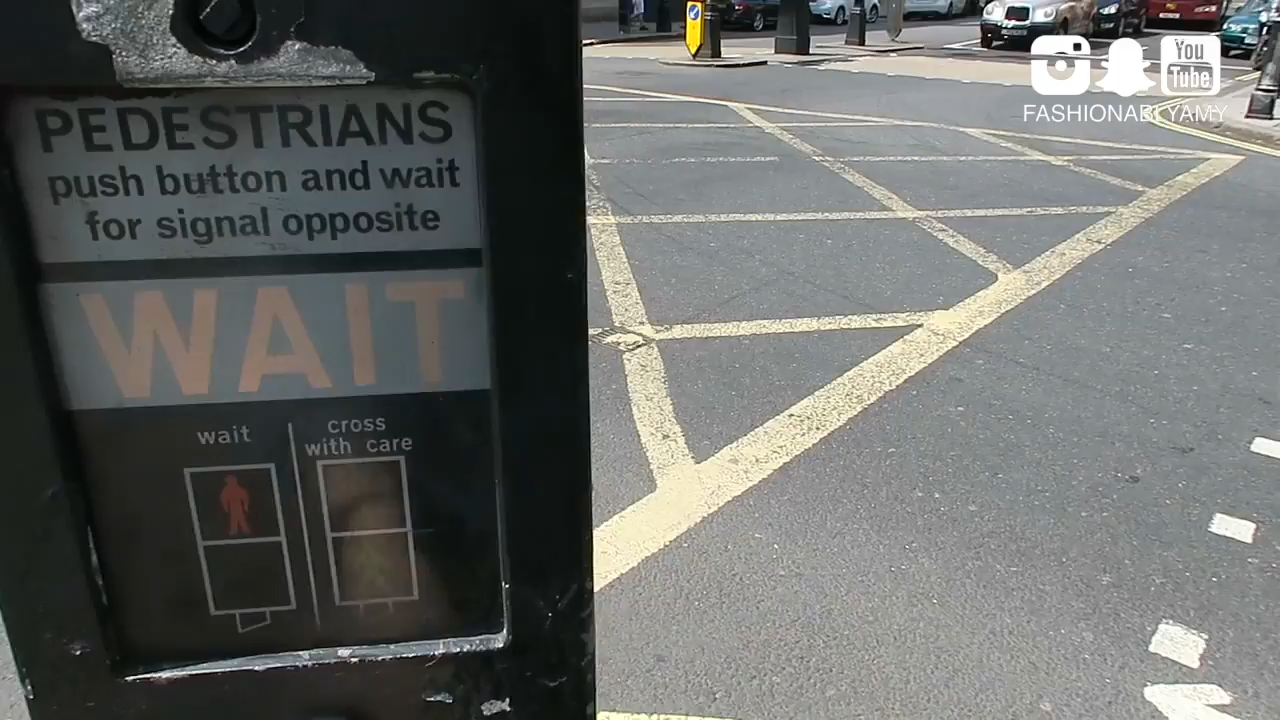 PEDESTRIANS
push button and wait
for signal opposite
WAIT
wait
cross
with care
You
Tube
FASHIONABLYAMY